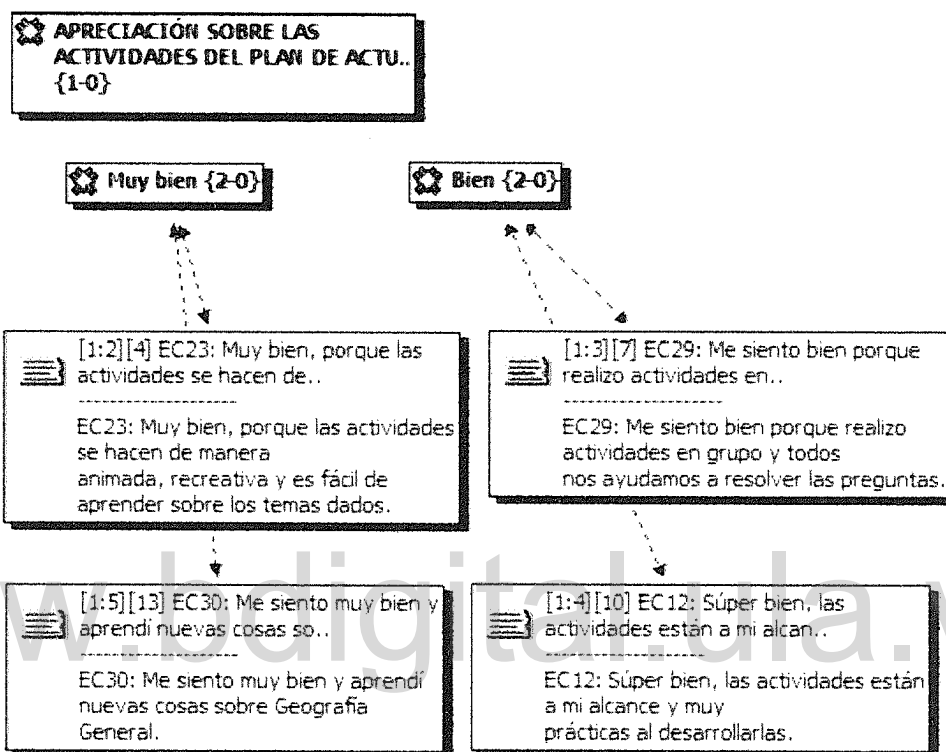 APRECIACIÓN SOBRE LAS
ACTIVIDADES DEL PLAN DE ACTU..
{1-0}
Muy bien {2-0}
Bien {2-0}
[1:2][4] EC23: Muy bien, porque las
actividades se hacen de..
--------------------
EC23: Muy bien, porque las actividades
se hacen de manera
animada, recreativa y es fácil de
aprender sobre los temas dados.
[1:3][7] EC29: Me siento bien porque
realizo actividades en..
--------------------
EC29: Me siento bien porque realizo
actividades en grupo y todos
nos ayudamos a resolver las preguntas.
[1:5][13] EC30: Me siento muy bien y
aprendí nuevas cosas so..
--------------------
EC30: Me siento muy bien y aprendí
nuevas cosas sobre Geografía
General.
[1:4][10] EC12: Súper bien, las
actividades están a mi alcan..
--------------------
EC12: Súper bien, las actividades están
a mi alcance y muy
prácticas al desarrollarlas.
w.bdigital.ula.v